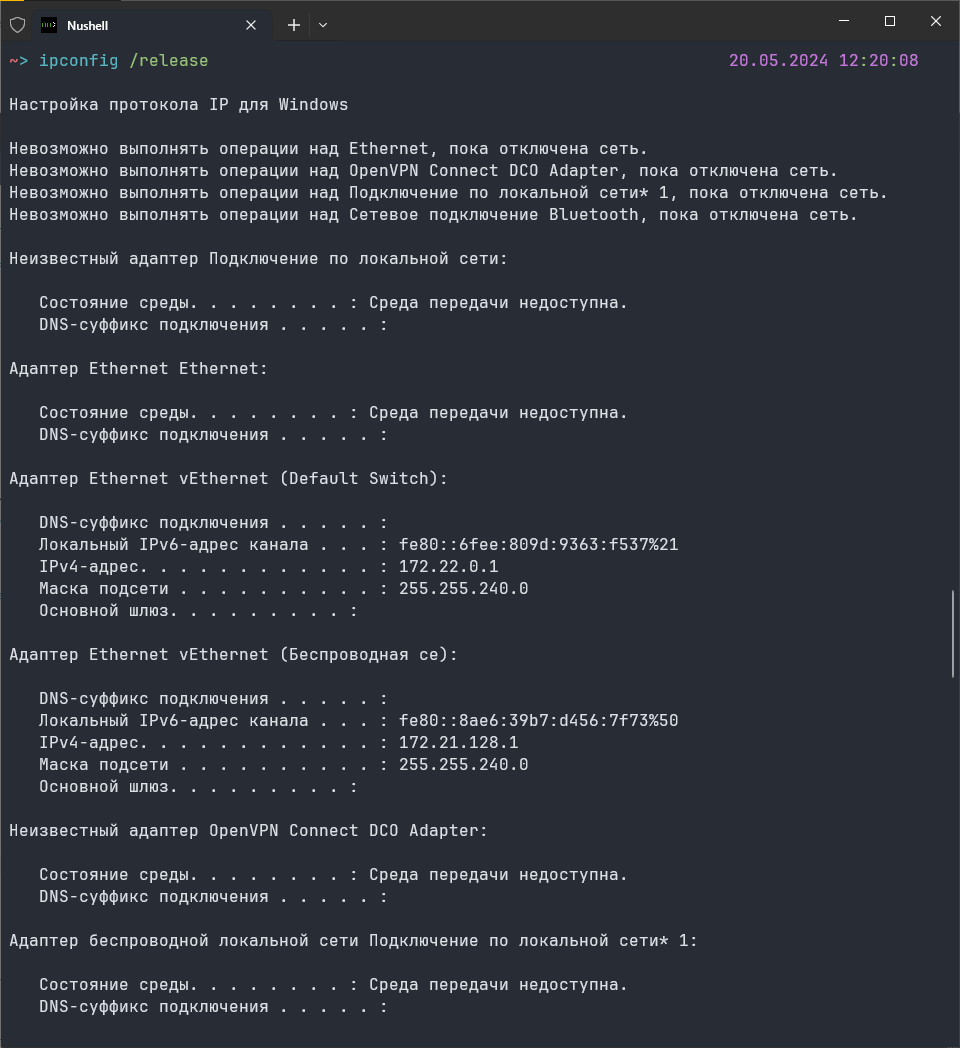 Nushell
~> ipconfig /release 20.05.2024 12:20:08
Настройка протокола IP для Windows
Невозможно выполнять операции над Ethernet, пока отключена сеть.
Невозможно выполнять операции над OpenVPN Connect DCO Adapter, пока отключена сеть.
Невозможно выполнять операции над Подключение по локальной сети* 1, пока отключена сеть.
Невозможно выполнять операции над Сетевое подключение Bluetooth, пока отключена сеть.
Неизвестный адаптер Подключение по локальной сети:
Состояние среды. . . . . . . . : Среда передачи недоступна.
DNS-суффикс подключения . . . . . :
Адаптер Ethernet Ethernet:
Состояние среды. . . . . . . . : Среда передачи недоступна.
DNS-суффикс подключения . . . . . :
Адаптер Ethernet vEthernet (Default Switch):
DNS-суффикс подключения . . . . . :
Локальный IPv6-адрес канала . . . : fe80::6fee:809d:9363:f537%21
IPv4-адрес. . . . . . . . . . . . : 172.22.0.1
Маска подсети . . . . . . . . . . : 255.255.240.0
Основной шлюз. . . . . . . . . :
Адаптер Ethernet vEthernet (Беспроводная се):
DNS-суффикс подключения . . . . . :
Локальный IPv6-адрес канала . . . : fe80::8ae6:39b7:d456:7f73%50
IPv4-адрес. . . . . . . . . . . . : 172.21.128.1
Маска подсети . . . . . . . . . . : 255.255.240.0
Основной шлюз. . . . . . . . . :
Неизвестный адаптер OpenVPN Connect DCO Adapter:
Состояние среды. . . . . . . . : Среда передачи недоступна.
DNS-суффикс подключения . . . . . :
Адаптер беспроводной локальной сети Подключение по локальной сети* 1:
Состояние среды. . . . . . . . : Среда передачи недоступна.
DNS-суффикс подключения . . . . . :